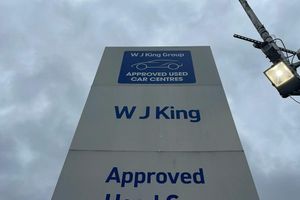 W J King Group
APPROVED USED
CAR CENTRES
W J King
Approved